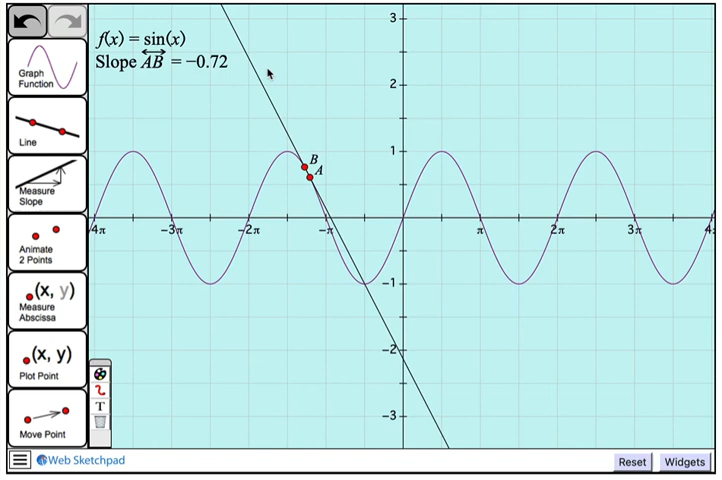 f(x) = sin(x)
Slope AB = −0.72
Graph
Function
Line
Measure
Slope
Animate
2 Points
(x, y)
Measure
Abscissa
(x, y)
Plot Point
Move Point
T
3
2
1
−1
−2
−3
4π −3π −2π −π π 2π 3π 4
B
A
Web Sketchpad
Reset Widgets